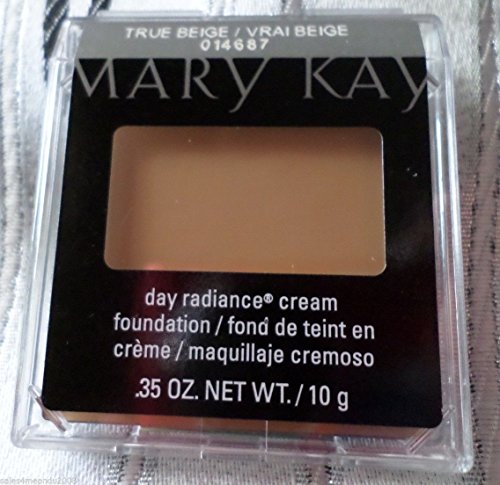 TRUE BEIGE / VRAI BEIGE
014687
MARY KAY
day radiance® cream
foundation / fond de teint en
crème / maquillaje cremoso
.35 OZ. NET WT. / 10 g